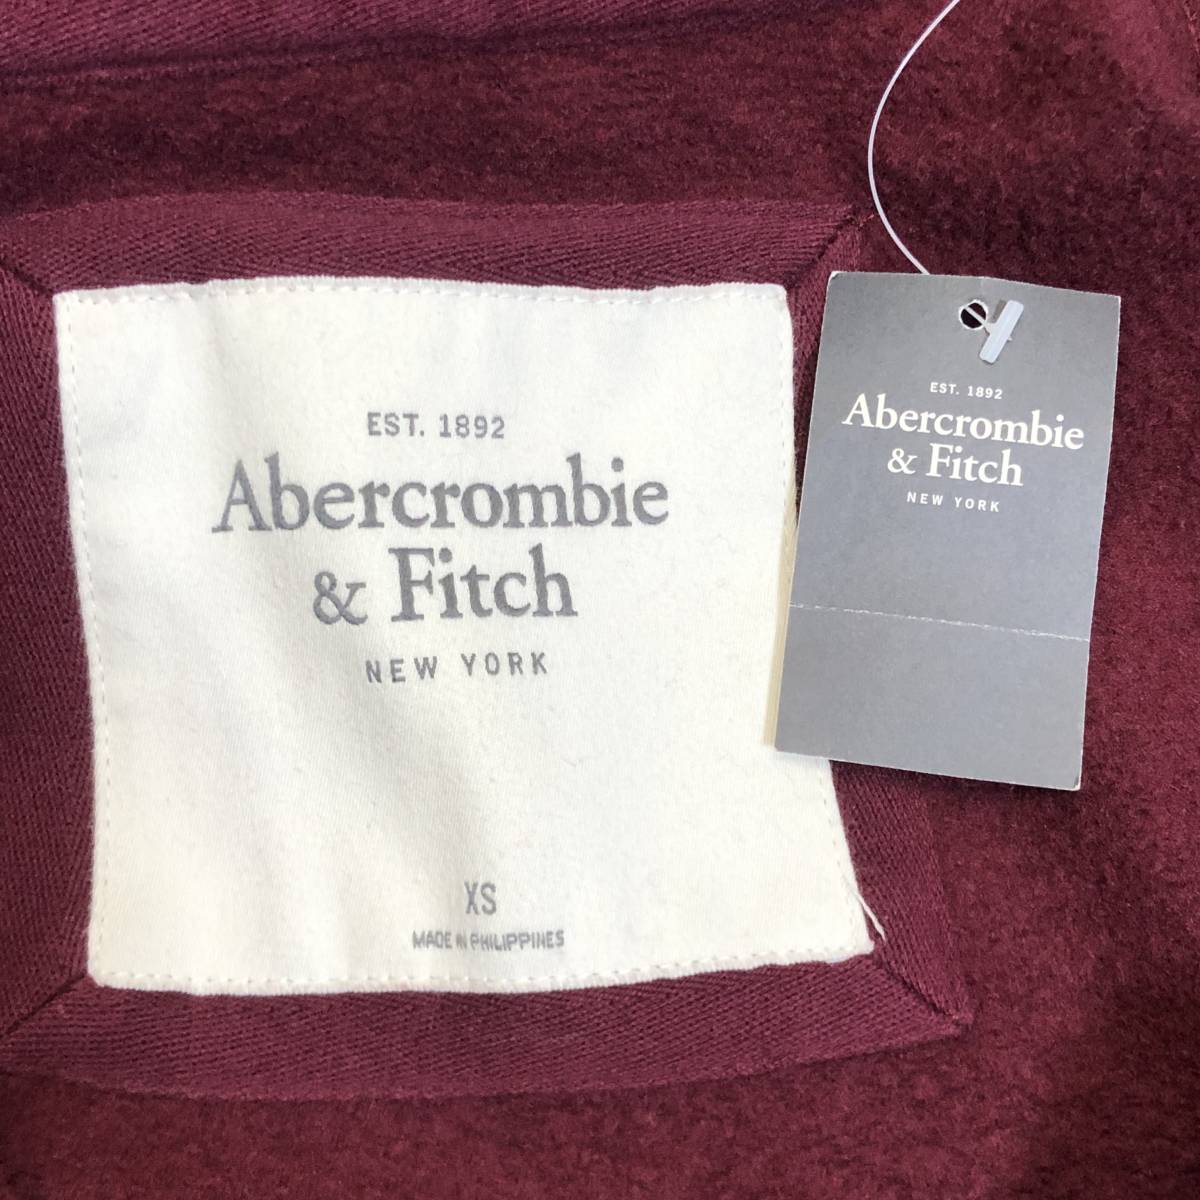 EST. 1892
Abercrombie
& Fitch
NEW YORK
XS
MADE IN PHILIPPINES
EST. 1892
Abercrombie
& Fitch
NEW YORK